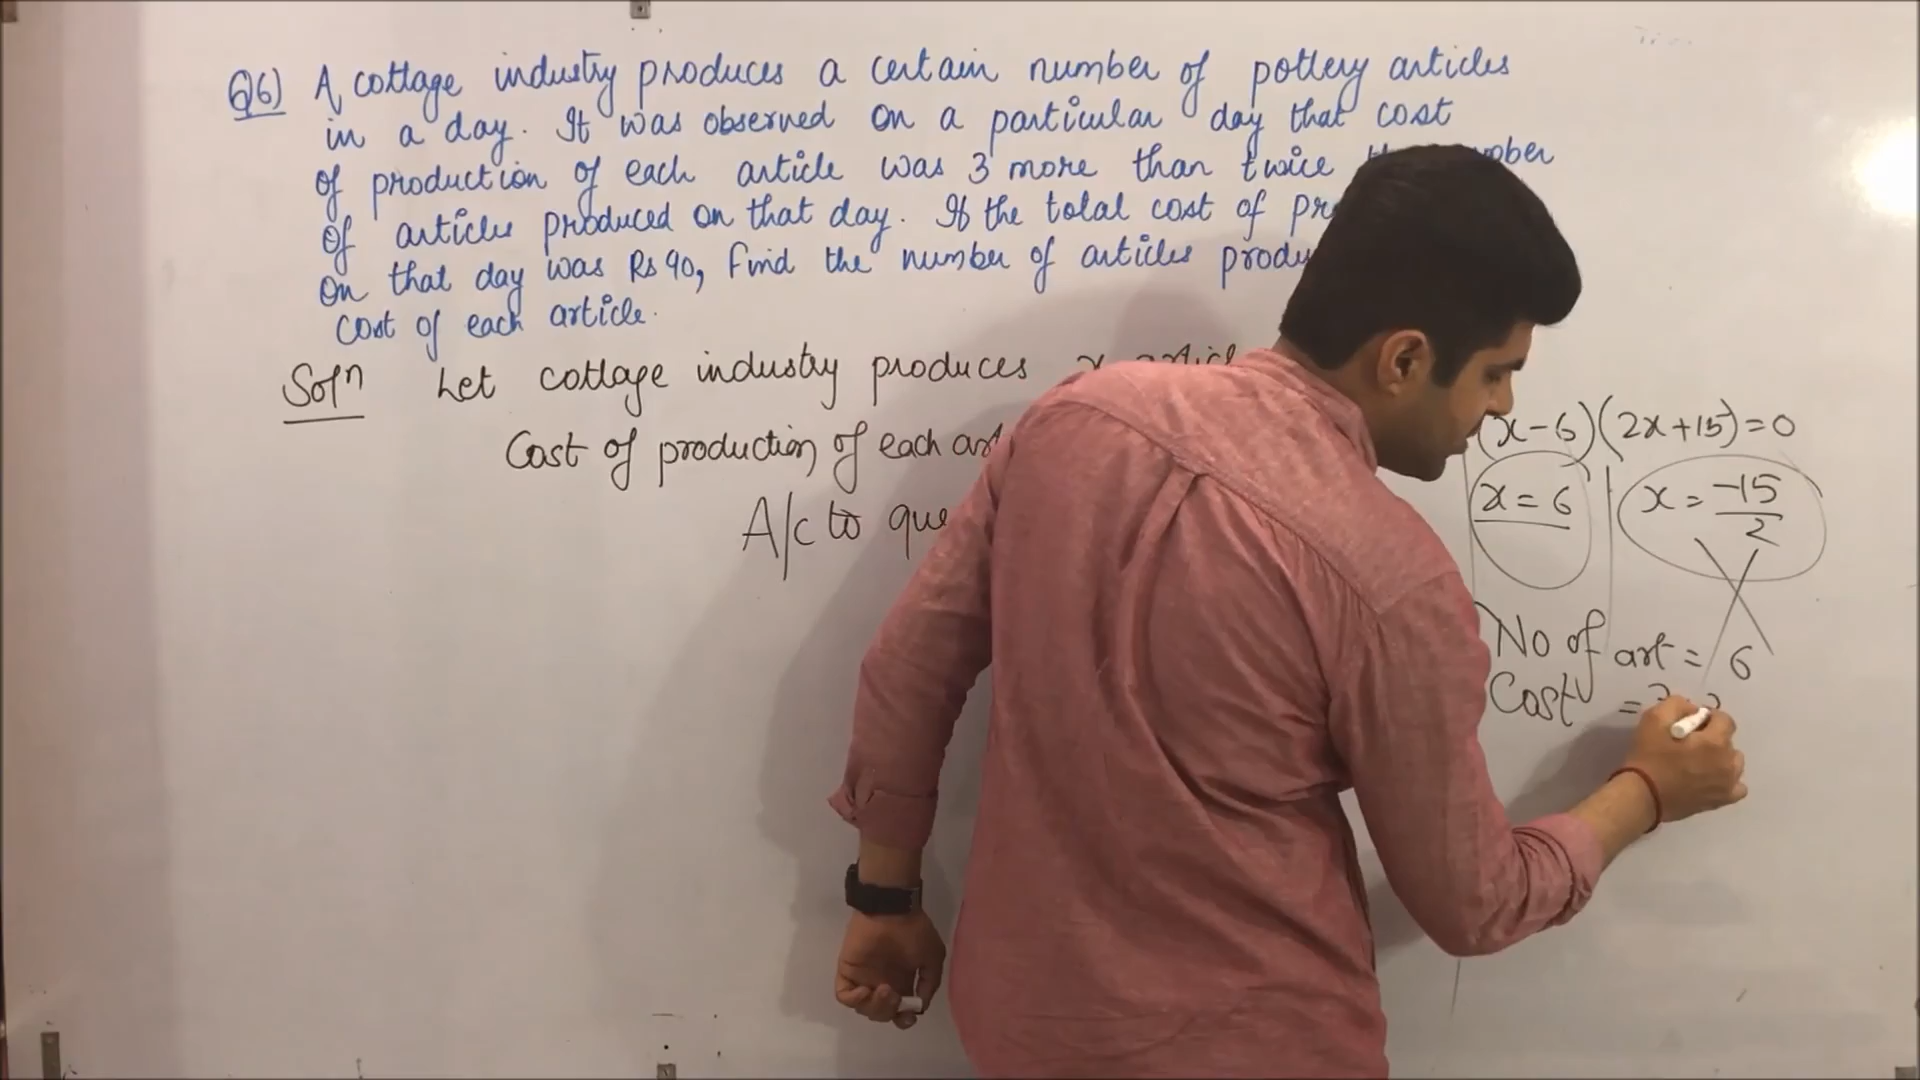 Q6) A cottage industry produces a certain number of pottery articles
in a day. It was observed on a particular day that cost
of production of each article was 3 more than twice
of articles produced on that day. If the total cost of
on that day was Rs 90, find the number of articles
cost of each article.
Solⁿ Let cottage industry produces x
Cost of production of each
A/c to
(x-6)(2x+15)=0
x = 6
x = -15/2
No of art = 6
Cost =